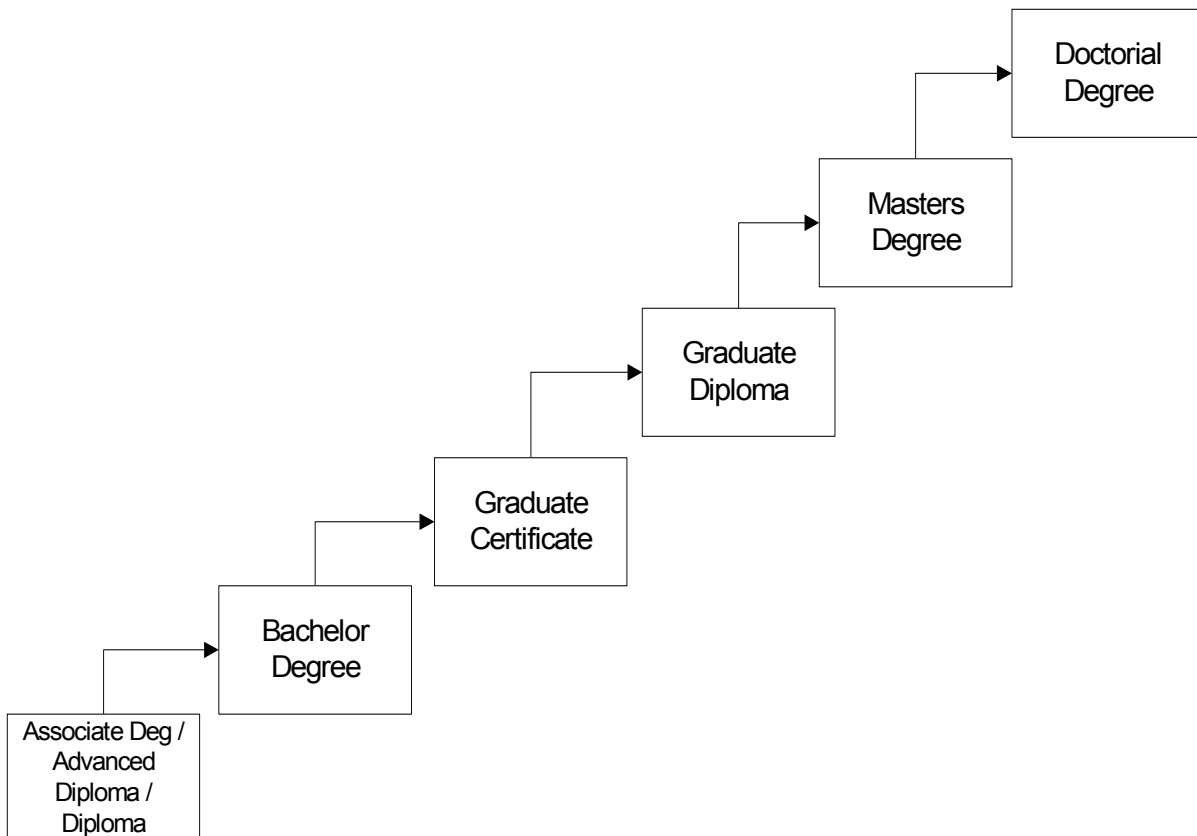 Doctorial
Degree
Masters
Degree
Graduate
Diploma
Graduate
Certificate
Bachelor
Degree
Associate Deg /
Advanced
Diploma /
Diploma